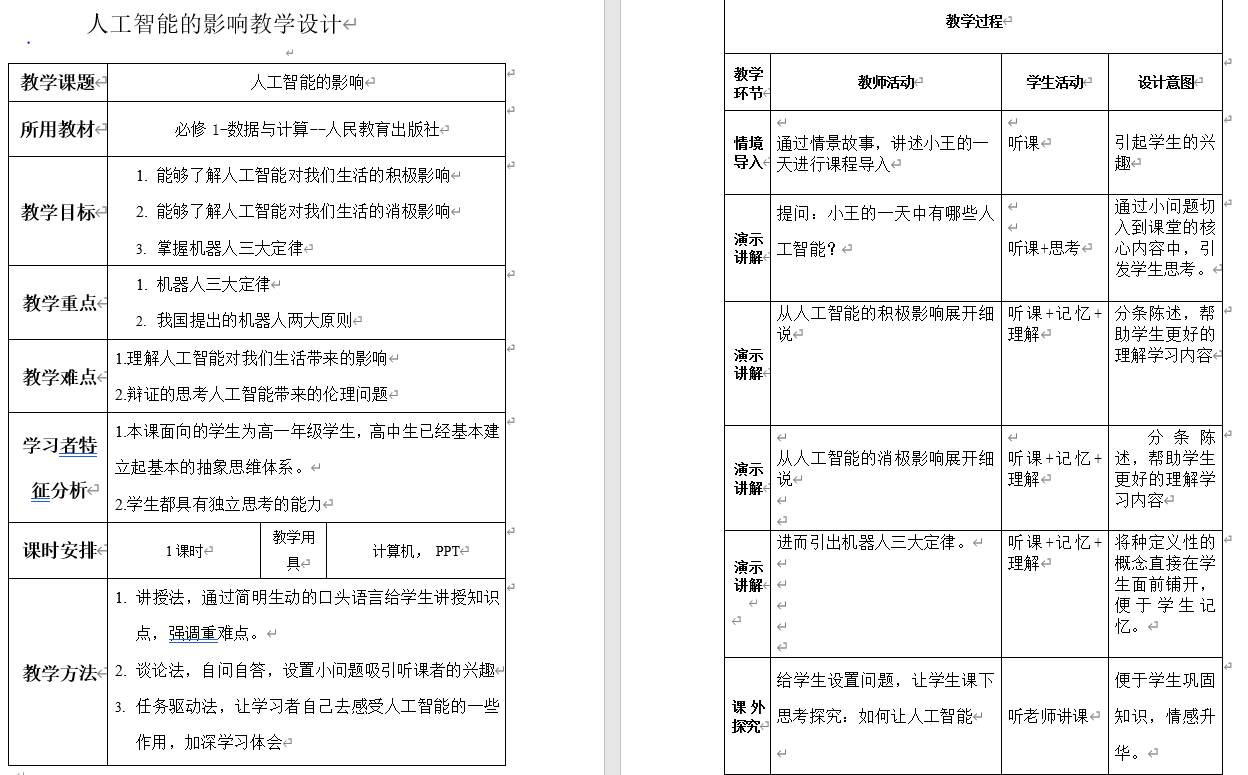 人工智能的影响教学设计
教学课题
人工智能的影响
所用教材
必修 1-数据与计算--人民教育出版社
教学目标
1. 能够了解人工智能对我们生活的积极影响
2. 能够了解人工智能对我们生活的消极影响
3. 掌握机器人三大定律
教学重点
1. 机器人三大定律
2. 我国提出的机器人两大原则
教学难点
1.理解人工智能对我们生活带来的影响
2.辩证的思考人工智能带来的伦理问题
学习者特
征分析
1.本课面向的学生为高一年级学生，高中生已经基本建
立起基本的抽象思维体系。
2.学生都具有独立思考的能力
课时安排
1 课时
教学用
具
计算机， PPT
教学方法
1. 讲授法，通过简明生动的口头语言给学生讲授知识
点，强调重难点。
2. 谈论法，自问自答，设置小问题吸引听课者的兴趣
3. 任务驱动法，让学习者自己去感受人工智能的一些
作用，加深学习体会
教学过程
教学
环节
教师活动
学生活动
设计意图
情境
导入
通过情景故事，讲述小王的一
天进行课程导入
听课
引起学生的兴
趣
演示
讲解
提问：小王的一天中有哪些人
工智能？
听课+思考
通过小问题切
入到课堂的核
心内容中，引
发学生思考。
演示
讲解
从人工智能的积极影响展开细
说
听课+记忆+
理解
分条陈述，帮
助学生更好的
理解学习内容
演示
讲解
从人工智能的消极影响展开细
说
听课+记忆+
理解
分条陈
述，帮助学生
更好的理解学
习内容
演示
讲解
进而引出机器人三大定律。
听课+记忆+
理解
将种定义性的
概念直接在学
生面前铺开，
便于学生记
忆。
课外
探究
给学生设置问题，让学生课下
思考探究：如何让人工智能
听老师讲课
便于学生巩固
知识，情感升
华。